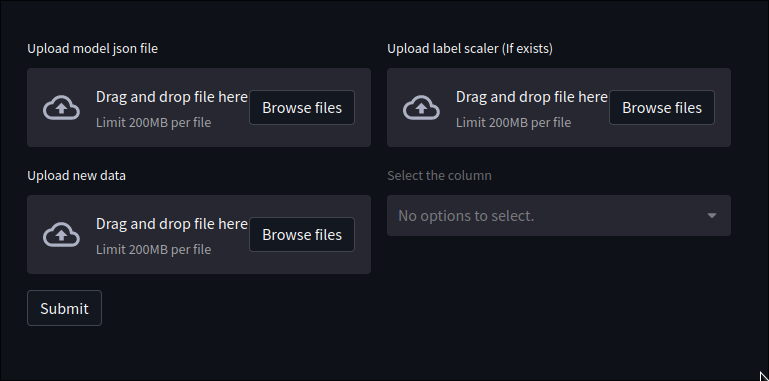 Upload model json file
Drag and drop file here
Limit 200MB per file
Browse files
Upload label scaler (If exists)
Drag and drop file here
Limit 200MB per file
Browse files
Upload new data
Drag and drop file here
Limit 200MB per file
Browse files
Select the column
No options to select.
Submit